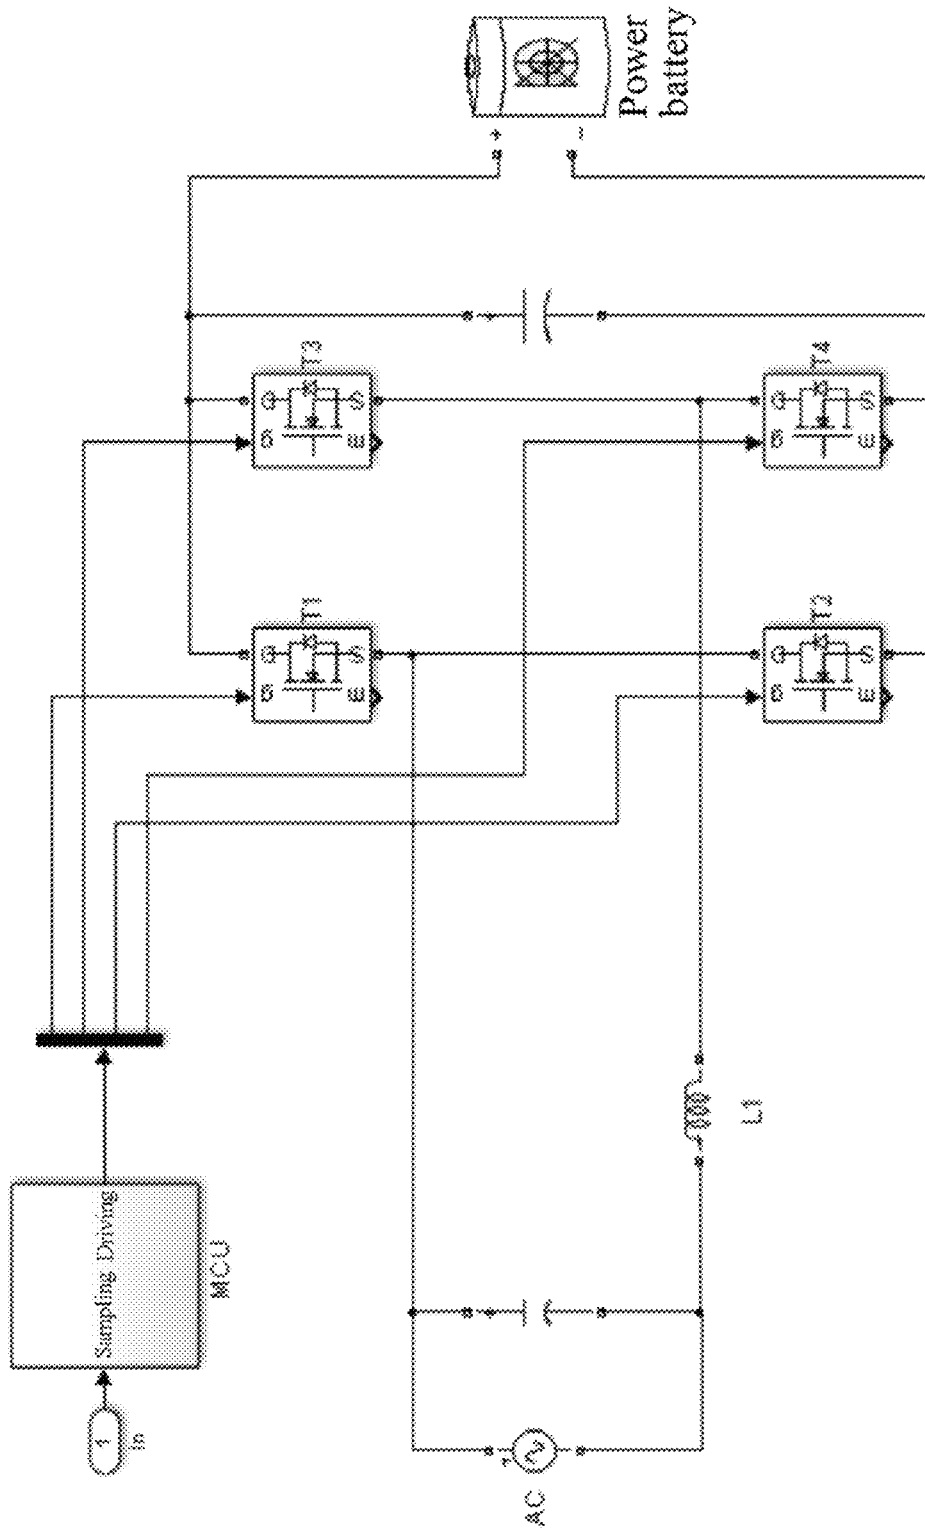 1
In
Sampling Driving
MCU
g
D
m
S
T1
g
D
m
S
T3
g
D
m
S
T2
g
D
m
S
T4
AC
+
L1
+
+
-
Power
battery